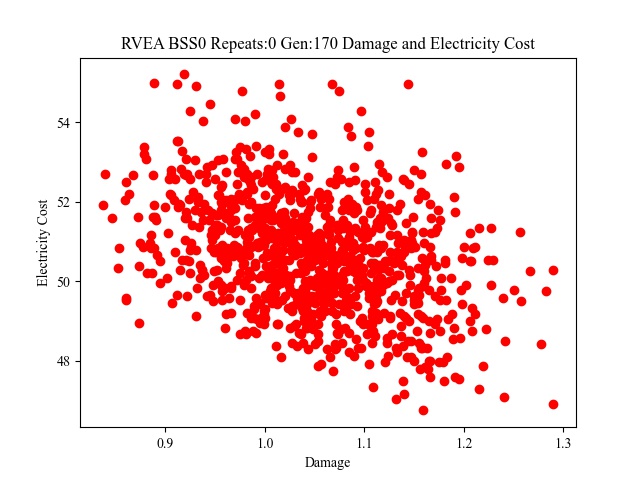 RVEA BSS0 Repeats:0 Gen:170 Damage and Electricity Cost
54
52
50
48
Electricity Cost
0.9 1.0 1.1 1.2 1.3
Damage